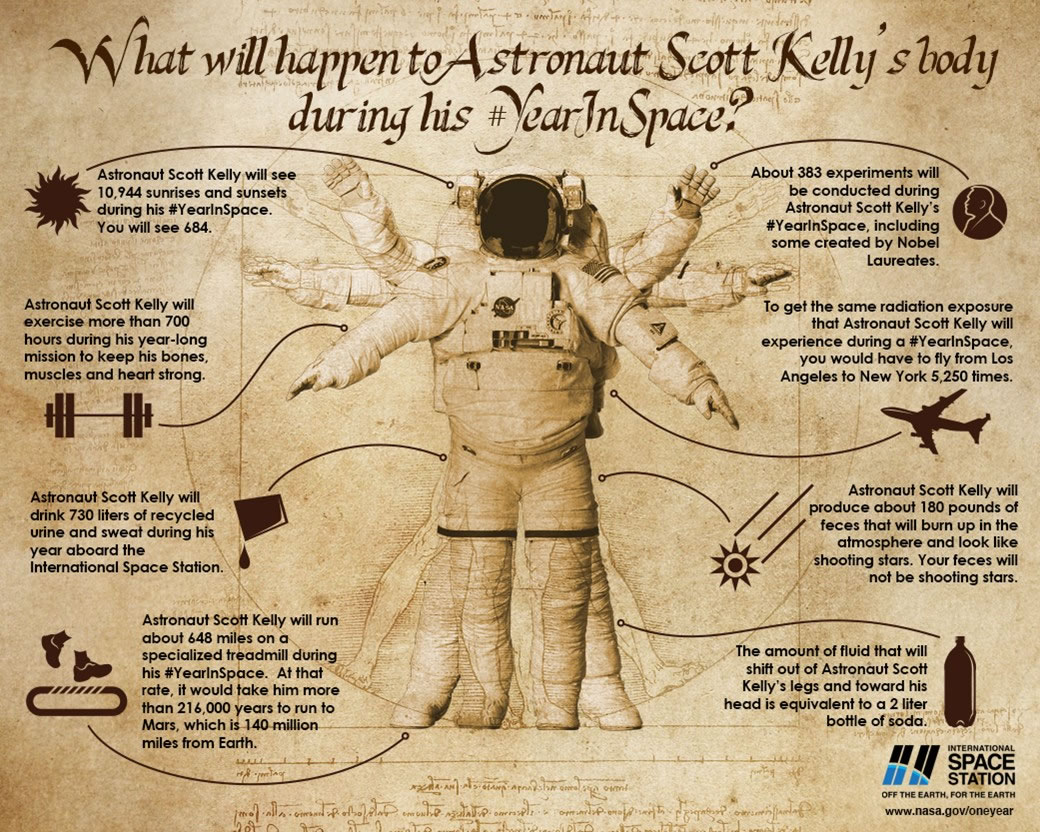 What will happen to Astronaut Scott Kelly's body
during his #YearInSpace?
Astronaut Scott Kelly will see
10,944 sunrises and sunsets
during his #YearInSpace.
You will see 684.
About 383 experiments will
be conducted during
Astronaut Scott Kelly's
#YearInSpace, including
some created by Nobel
Laureates.
Astronaut Scott Kelly will
exercise more than 700
hours during his year-long
mission to keep his bones,
muscles and heart strong.
To get the same radiation exposure
that Astronaut Scott Kelly will
experience during a #YearInSpace,
you would have to fly from Los
Angeles to New York 5,250 times.
NASA
Astronaut Scott Kelly will
drink 730 liters of recycled
urine and sweat during his
year aboard the
International Space Station.
Astronaut Scott Kelly will
produce about 180 pounds of
feces that will burn up in the
atmosphere and look like
shooting stars. Your feces will
not be shooting stars.
Astronaut Scott Kelly will run
about 648 miles on a
specialized treadmill during
his #YearInSpace. At that
rate, it would take him more
than 216,000 years to run to
Mars, which is 140 million
miles from Earth.
The amount of fluid that will
shift out of Astronaut Scott
Kelly's legs and toward his
head is equivalent to a 2 liter
bottle of soda.
INTERNATIONAL
SPACE
STATION
OFF THE EARTH, FOR THE EARTH
www.nasa.gov/oneyear